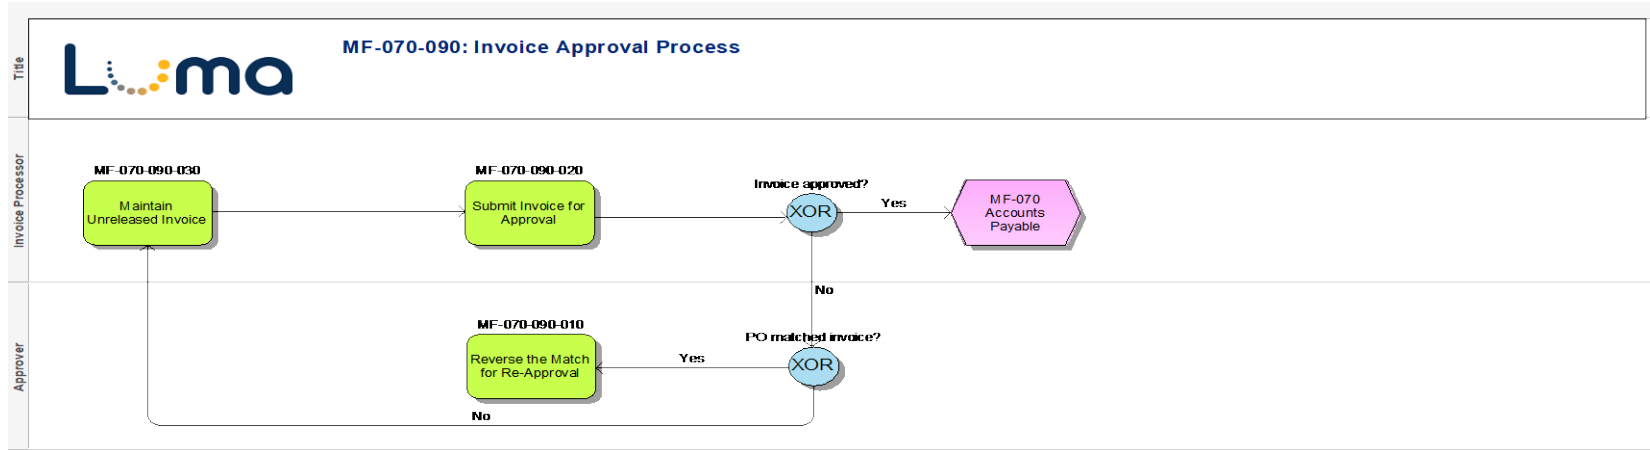 Title
Luma
MF-070-090: Invoice Approval Process
Invoice Processor
MF-070-090-030
Maintain
Unreleased Invoice
MF-070-090-020
Submit Invoice for
Approval
Invoice approved?
XOR
Yes
MF-070
Accounts
Payable
No
Approver
MF-070-090-010
Reverse the Match
for Re-Approval
Yes
PO matched invoice?
XOR
No